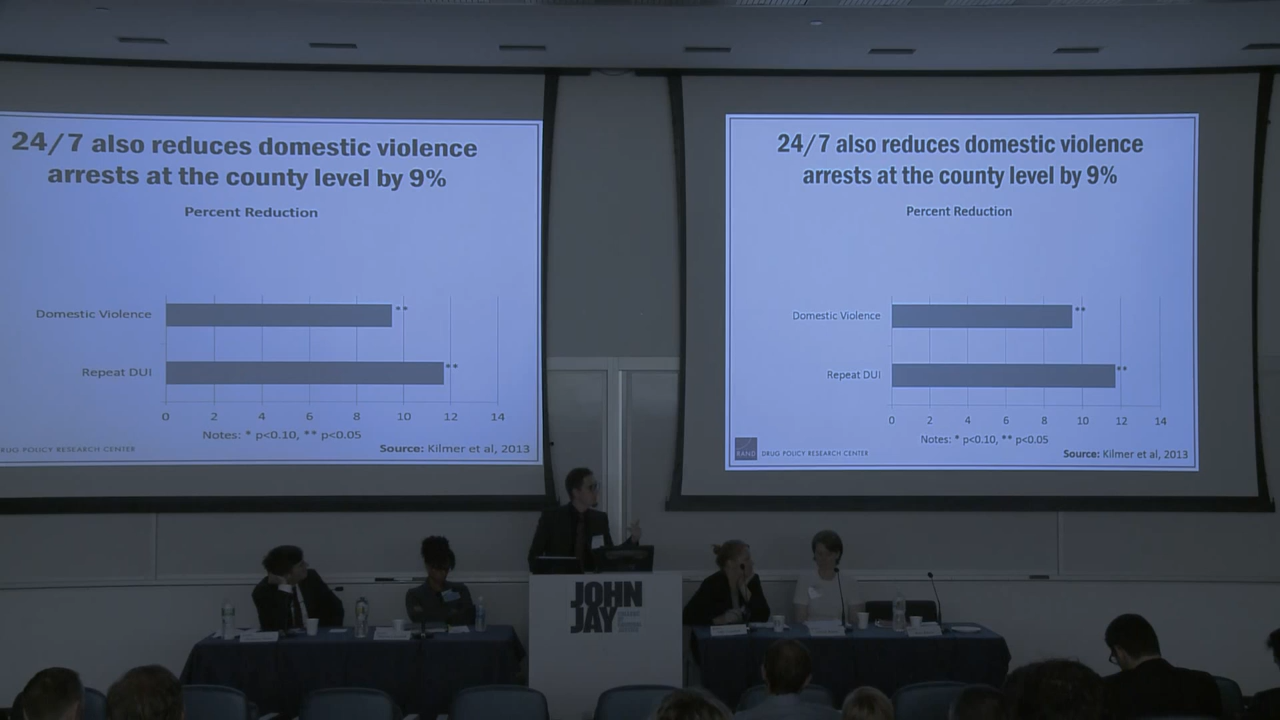 24/7 also reduces domestic violence
arrests at the county level by 9%
Percent Reduction
Domestic Violence **
Repeat DUI **
0 2 4 6 8 10 12 14
Notes: * p<0.10, ** p<0.05
RUG POLICY RESEARCH CENTER
Source: Kilmer et al, 2013
24/7 also reduces domestic violence
arrests at the county level by 9%
Percent Reduction
Domestic Violence **
Repeat DUI **
0 2 4 6 8 10 12 14
Notes: * p<0.10, ** p<0.05
RAND DRUG POLICY RESEARCH CENTER
Source: Kilmer et al, 2013
JOHN
JAY